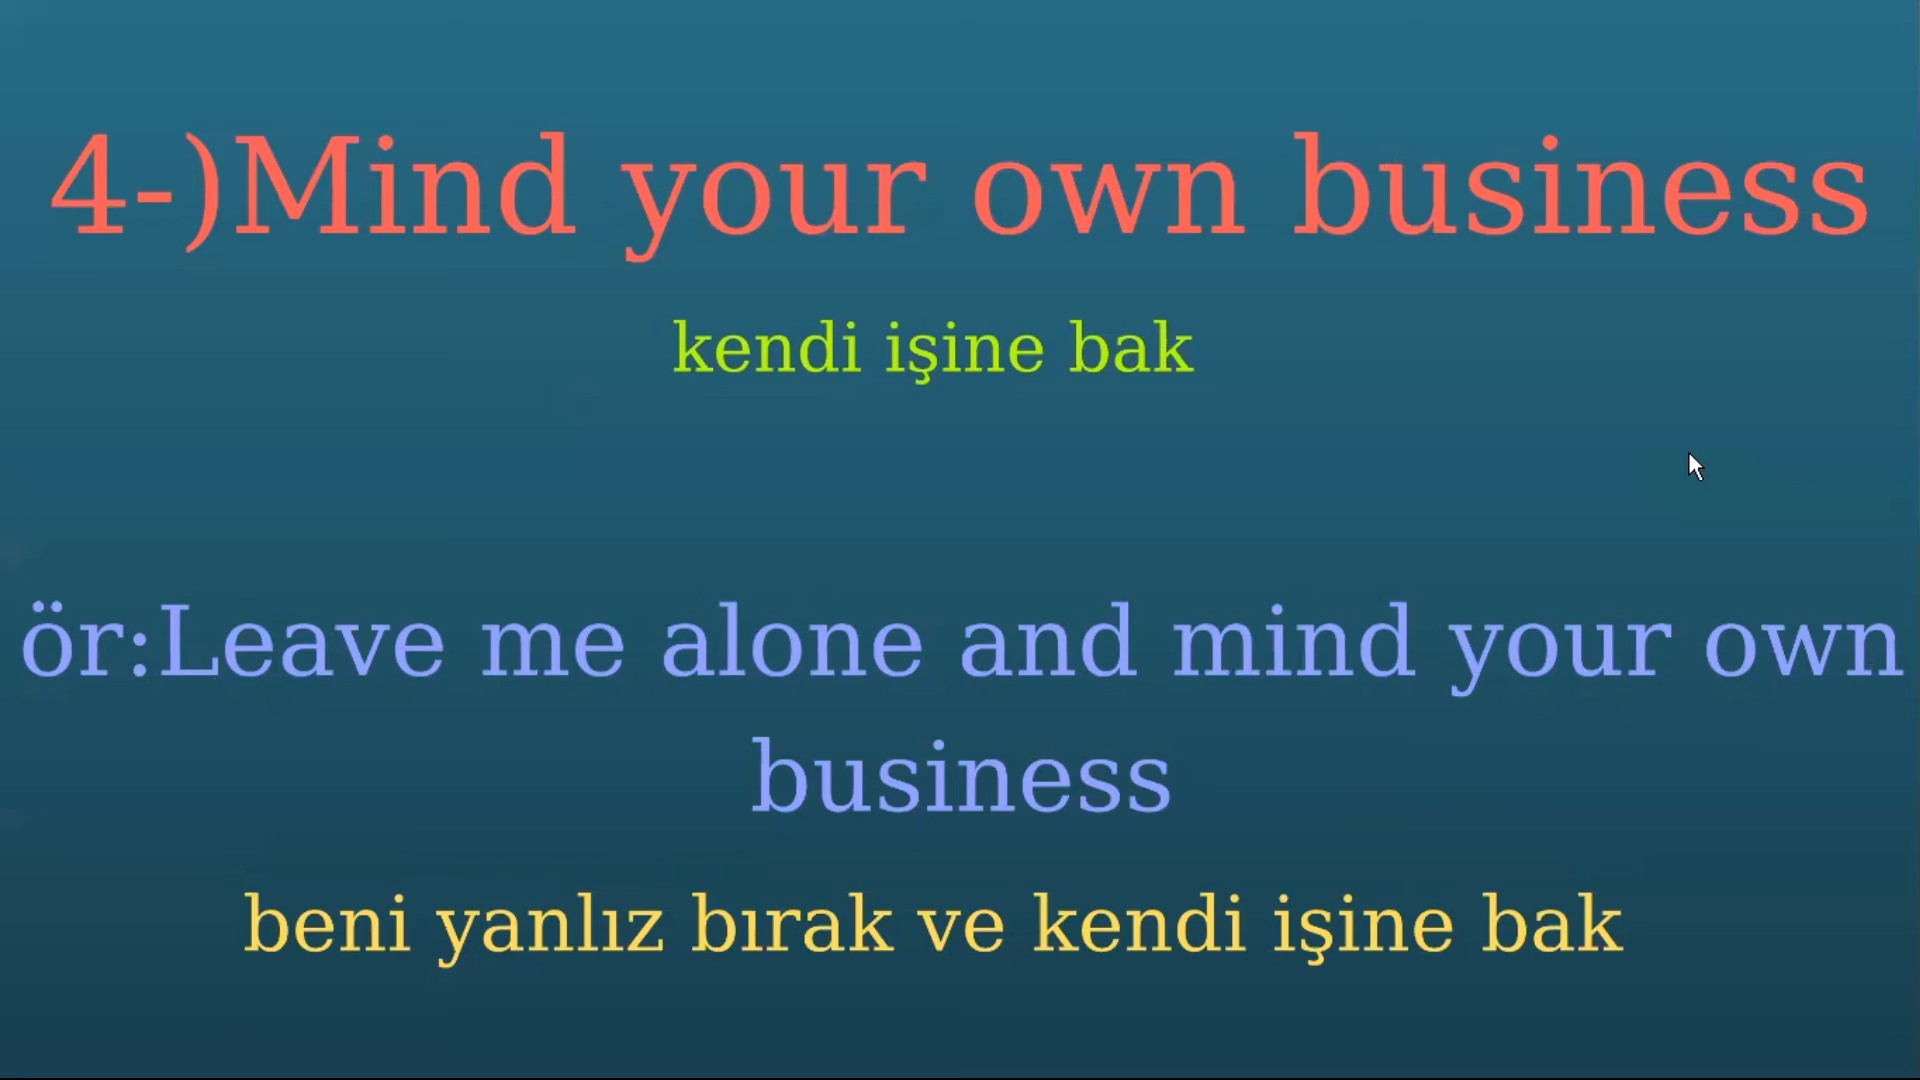 4-)Mind your own business
kendi işine bak
ör:Leave me alone and mind your own
business
beni yanlız bırak ve kendi işine bak